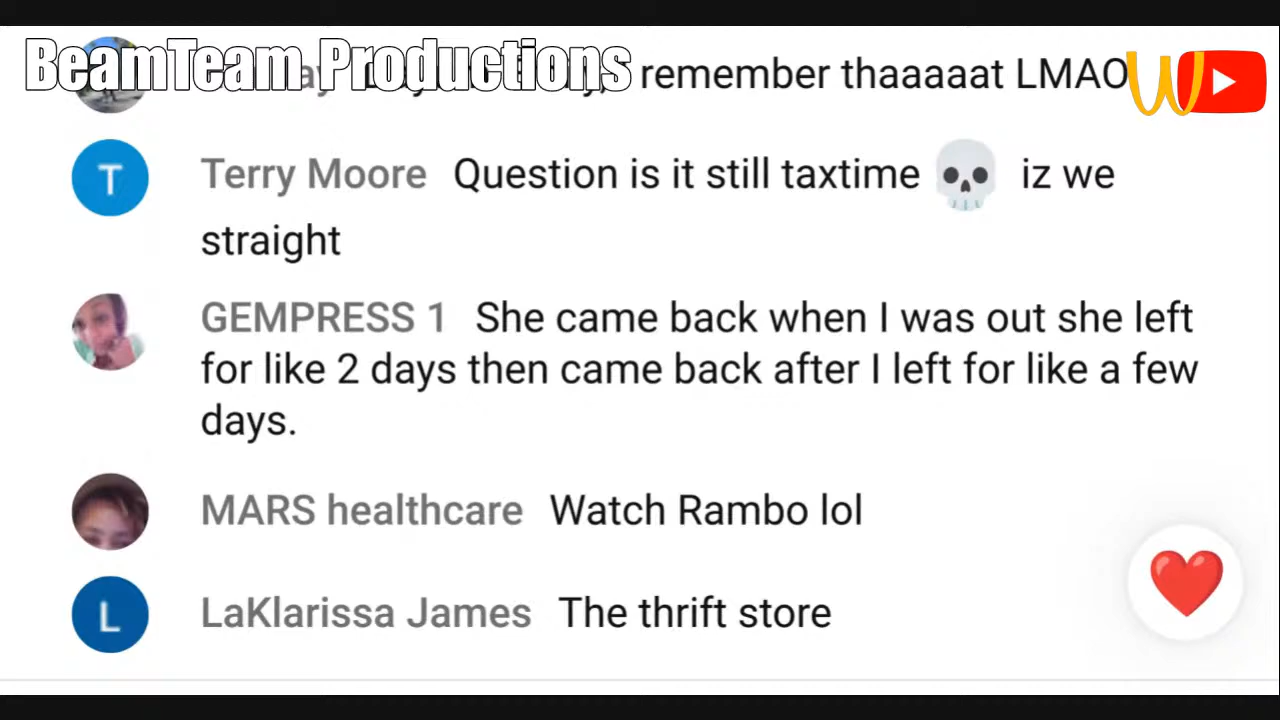 BeamTeam Productions
remember thaaaaat LMAO
T
Terry Moore Question is it still taxtime 💀 iz we
straight
GEMPRESS 1 She came back when I was out she left
for like 2 days then came back after I left for like a few
days.
MARS healthcare Watch Rambo lol
L
LaKlarissa James The thrift store